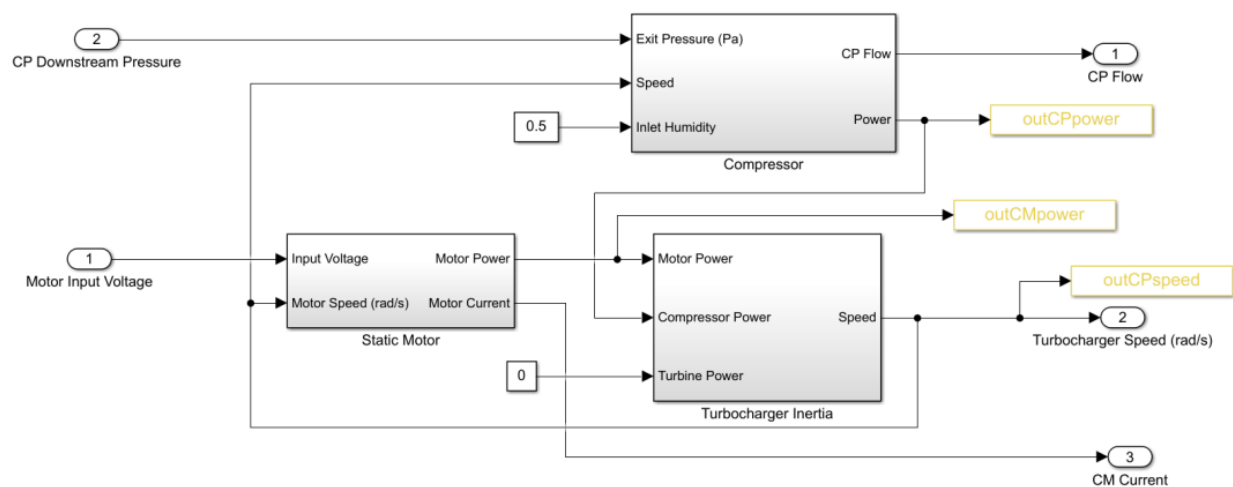 2
CP Downstream Pressure
Exit Pressure (Pa)
Speed
Inlet Humidity
CP Flow
Power
Compressor
0.5
1
CP Flow
outCPpower
outCMpower
1
Motor Input Voltage
Input Voltage
Motor Speed (rad/s)
Motor Power
Motor Current
Static Motor
Motor Power
Compressor Power
Turbine Power
Speed
Turbocharger Inertia
0
outCPspeed
2
Turbocharger Speed (rad/s)
3
CM Current